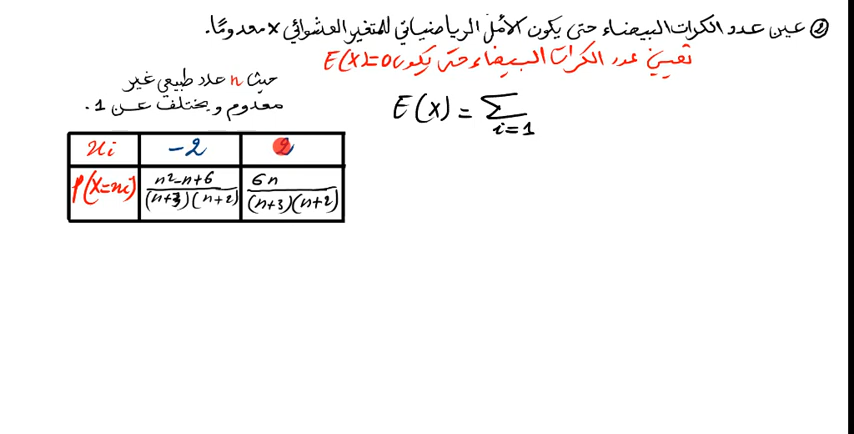 ② عين عدد الكرات البيضاء حتى يكون الأمل الرياضياتي للمتغير العشوائي X معدومًا.
تعيين عدد الكرات البيضاء حتى يكون E(X)=0
حيث n عدد طبيعي غير
معدوم ويختلف عن 1.
E(X) = ∑ i=1
xi | -2 | 2
P(X=xi) | (n²-n+6)/((n+3)(n+2)) | 6n/((n+3)(n+2))